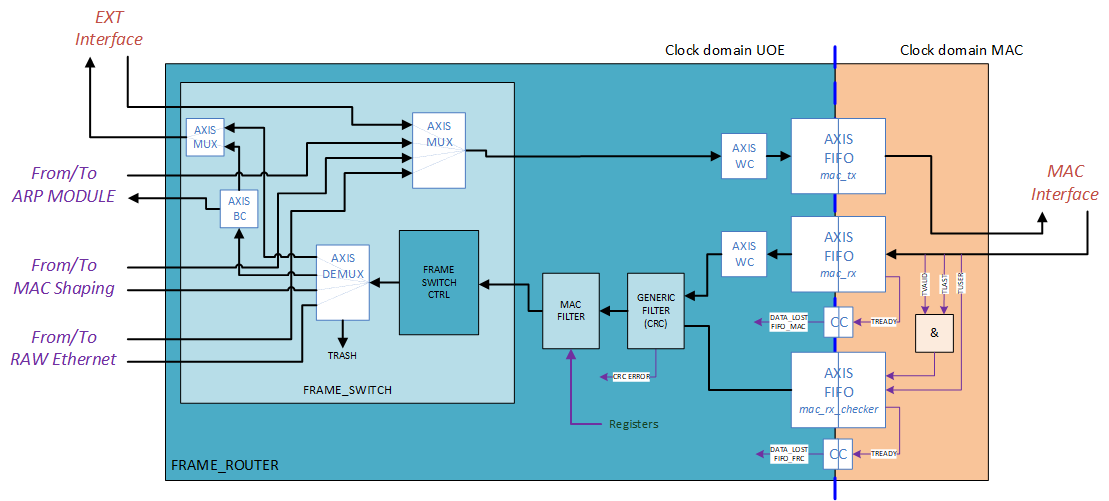 EXT
Interface
Clock domain UOE
Clock domain MAC
AXIS
MUX
AXIS
MUX
AXIS
WC
AXIS
FIFO
mac_tx
From/To
ARP MODULE
AXIS
BC
MAC
Interface
AXIS
WC
AXIS
FIFO
mac_rx
TVALID
TLAST
TUSER
From/To
MAC Shaping
AXIS
DEMUX
FRAME
SWITCH
CTRL
MAC
FILTER
GENERIC
FILTER
(CRC)
DATA_LOST
FIFO_MAC
CC
TREADY
&
From/To
RAW Ethernet
TRASH
CRC ERROR
AXIS
FIFO
mac_rx_checker
FRAME_SWITCH
Registers
DATA_LOST
FIFO_FRC
CC
TREADY
FRAME_ROUTER